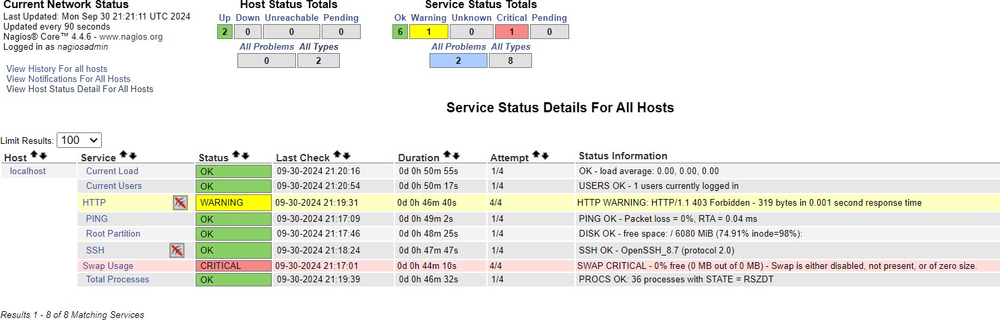 Current Network Status
Last Updated: Mon Sep 30 21:21:11 UTC 2024
Updated every 90 seconds
Nagios® Core™ 4.4.6 - www.nagios.org
Logged in as nagiosadmin
View History For all hosts
View Notifications For All Hosts
View Host Status Detail For All Hosts
Host Status Totals
Up Down Unreachable Pending
2 0 0 0
All Problems All Types
0 2
Service Status Totals
Ok Warning Unknown Critical Pending
6 1 0 1 0
All Problems All Types
2 8
Service Status Details For All Hosts
Limit Results: 100
Host Service Status Last Check Duration Attempt Status Information
localhost Current Load OK 09-30-2024 21:20:16 0d 0h 50m 55s 1/4 OK - load average: 0.00, 0.00, 0.00
Current Users OK 09-30-2024 21:20:54 0d 0h 50m 17s 1/4 USERS OK - 1 users currently logged in
HTTP WARNING 09-30-2024 21:19:31 0d 0h 46m 40s 4/4 HTTP WARNING: HTTP/1.1 403 Forbidden - 319 bytes in 0.001 second response time
PING OK 09-30-2024 21:17:09 0d 0h 49m 2s 1/4 PING OK - Packet loss = 0%, RTA = 0.04 ms
Root Partition OK 09-30-2024 21:17:46 0d 0h 48m 25s 1/4 DISK OK - free space: / 6080 MiB (74.91% inode=98%):
SSH OK 09-30-2024 21:18:24 0d 0h 47m 47s 1/4 SSH OK - OpenSSH_8.7 (protocol 2.0)
Swap Usage CRITICAL 09-30-2024 21:17:01 0d 0h 44m 10s 4/4 SWAP CRITICAL - 0% free (0 MB out of 0 MB) - Swap is either disabled, not present, or of zero size.
Total Processes OK 09-30-2024 21:19:39 0d 0h 46m 32s 1/4 PROCS OK: 36 processes with STATE = RSZDT
Results 1 - 8 of 8 Matching Services